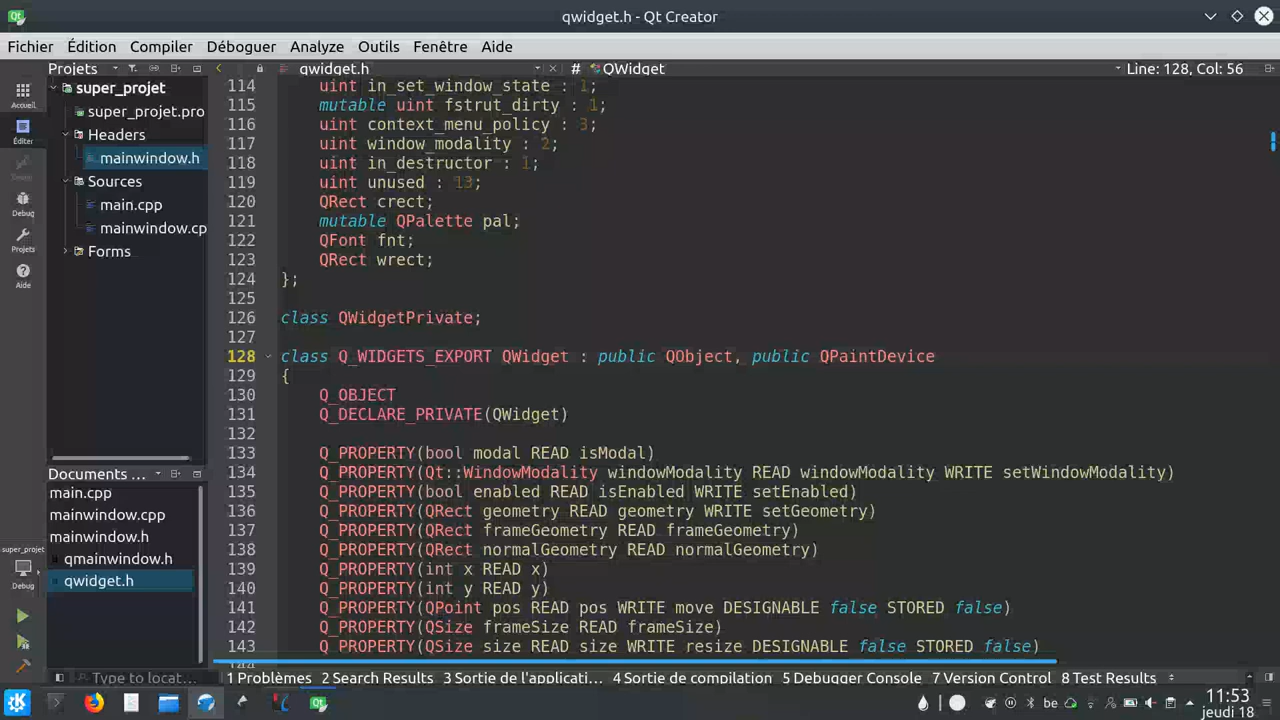 qwidget.h - Qt Creator
Fichier Édition Compiler Déboguer Analyze Outils Fenêtre Aide
Projets
qwidget.h
# QWidget
Line: 128, Col: 56
Accueil
Éditer
Debug
Projets
Aide
super_projet
super_projet.pro
Headers
mainwindow.h
Sources
main.cpp
mainwindow.cp
Forms
Documents ...
main.cpp
mainwindow.cpp
mainwindow.h
qmainwindow.h
qwidget.h
super_projet
Debug
114 uint in_set_window_state : 1;
115 mutable uint fstrut_dirty : 1;
116 uint context_menu_policy : 3;
117 uint window_modality : 2;
118 uint in_destructor : 1;
119 uint unused : 13;
120 QRect crect;
121 mutable QPalette pal;
122 QFont fnt;
123 QRect wrect;
124 };
125
126 class QWidgetPrivate;
127
128 class Q_WIDGETS_EXPORT QWidget : public QObject, public QPaintDevice
129 {
130 Q_OBJECT
131 Q_DECLARE_PRIVATE(QWidget)
132
133 Q_PROPERTY(bool modal READ isModal)
134 Q_PROPERTY(Qt::WindowModality windowModality READ windowModality WRITE setWindowModality)
135 Q_PROPERTY(bool enabled READ isEnabled WRITE setEnabled)
136 Q_PROPERTY(QRect geometry READ geometry WRITE setGeometry)
137 Q_PROPERTY(QRect frameGeometry READ frameGeometry)
138 Q_PROPERTY(QRect normalGeometry READ normalGeometry)
139 Q_PROPERTY(int x READ x)
140 Q_PROPERTY(int y READ y)
141 Q_PROPERTY(QPoint pos READ pos WRITE move DESIGNABLE false STORED false)
142 Q_PROPERTY(QSize frameSize READ frameSize)
143 Q_PROPERTY(QSize size READ size WRITE resize DESIGNABLE false STORED false)
Type to locat...
1 Problèmes 2 Search Results 3 Sortie de l'applicati... 4 Sortie de compilation 5 Debugger Console 7 Version Control 8 Test Results
be
11:53
jeudi 18